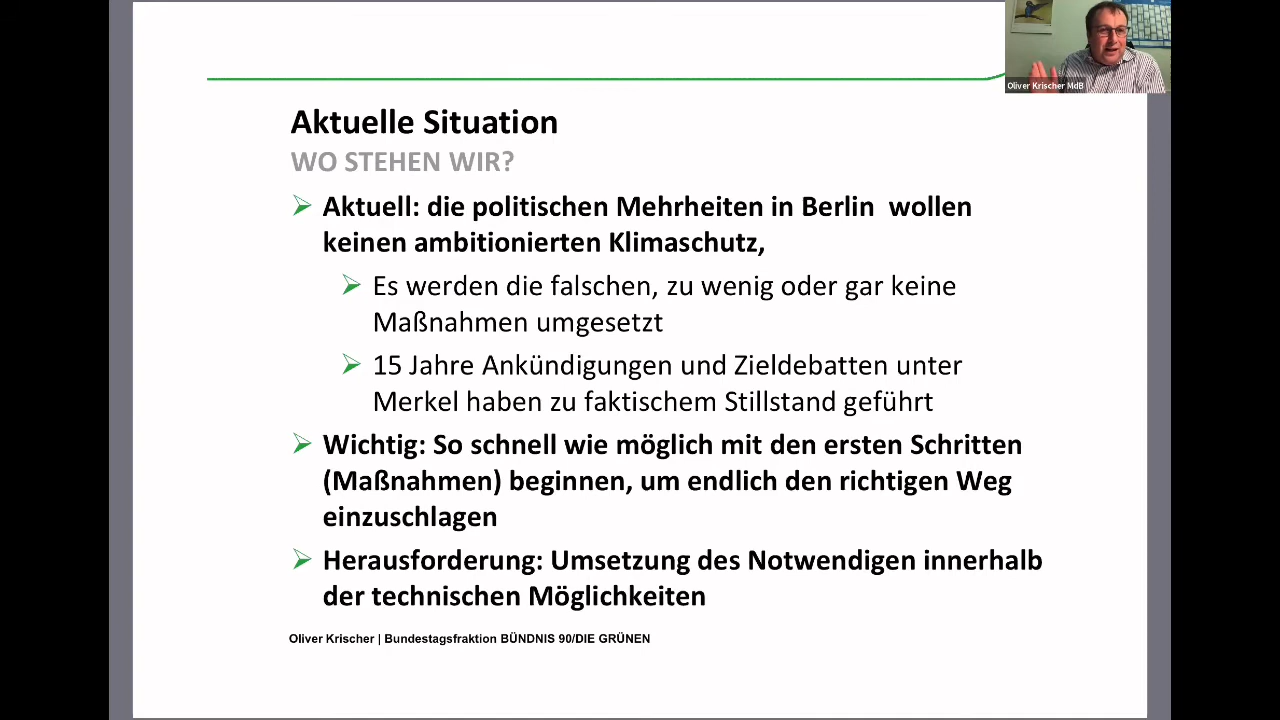 Oliver Krischer MdB
Aktuelle Situation
WO STEHEN WIR?
Aktuell: die politischen Mehrheiten in Berlin  wollen
keinen ambitionierten Klimaschutz,
Es werden die falschen, zu wenig oder gar keine
Maßnahmen umgesetzt
15 Jahre Ankündigungen und Zieldebatten unter
Merkel haben zu faktischem Stillstand geführt
Wichtig: So schnell wie möglich mit den ersten Schritten
(Maßnahmen) beginnen, um endlich den richtigen Weg
einzuschlagen
Herausforderung: Umsetzung des Notwendigen innerhalb
der technischen Möglichkeiten
Oliver Krischer | Bundestagsfraktion BÜNDNIS 90/DIE GRÜNEN